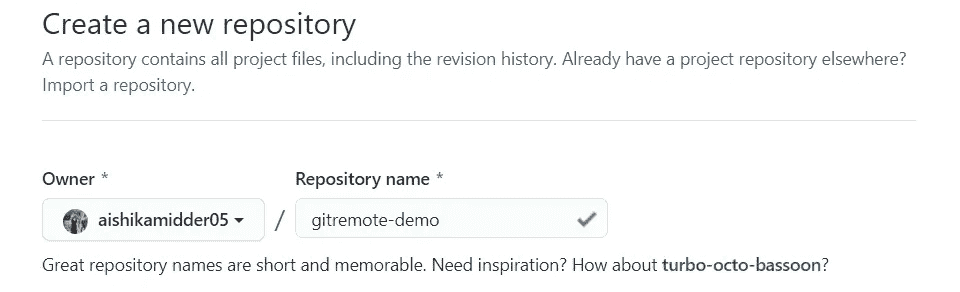 Create a new repository
A repository contains all project files, including the revision history. Already have a project repository elsewhere?
Import a repository.
Owner *
Repository name *
aishikamidder05
/
gitremote-demo
Great repository names are short and memorable. Need inspiration? How about turbo-octo-bassoon?